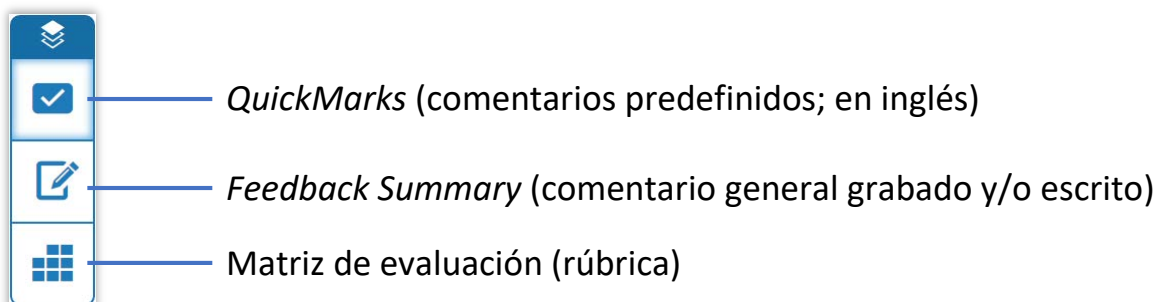 QuickMarks (comentarios predefinidos; en inglés)
Feedback Summary (comentario general grabado y/o escrito)
Matriz de evaluación (rúbrica)